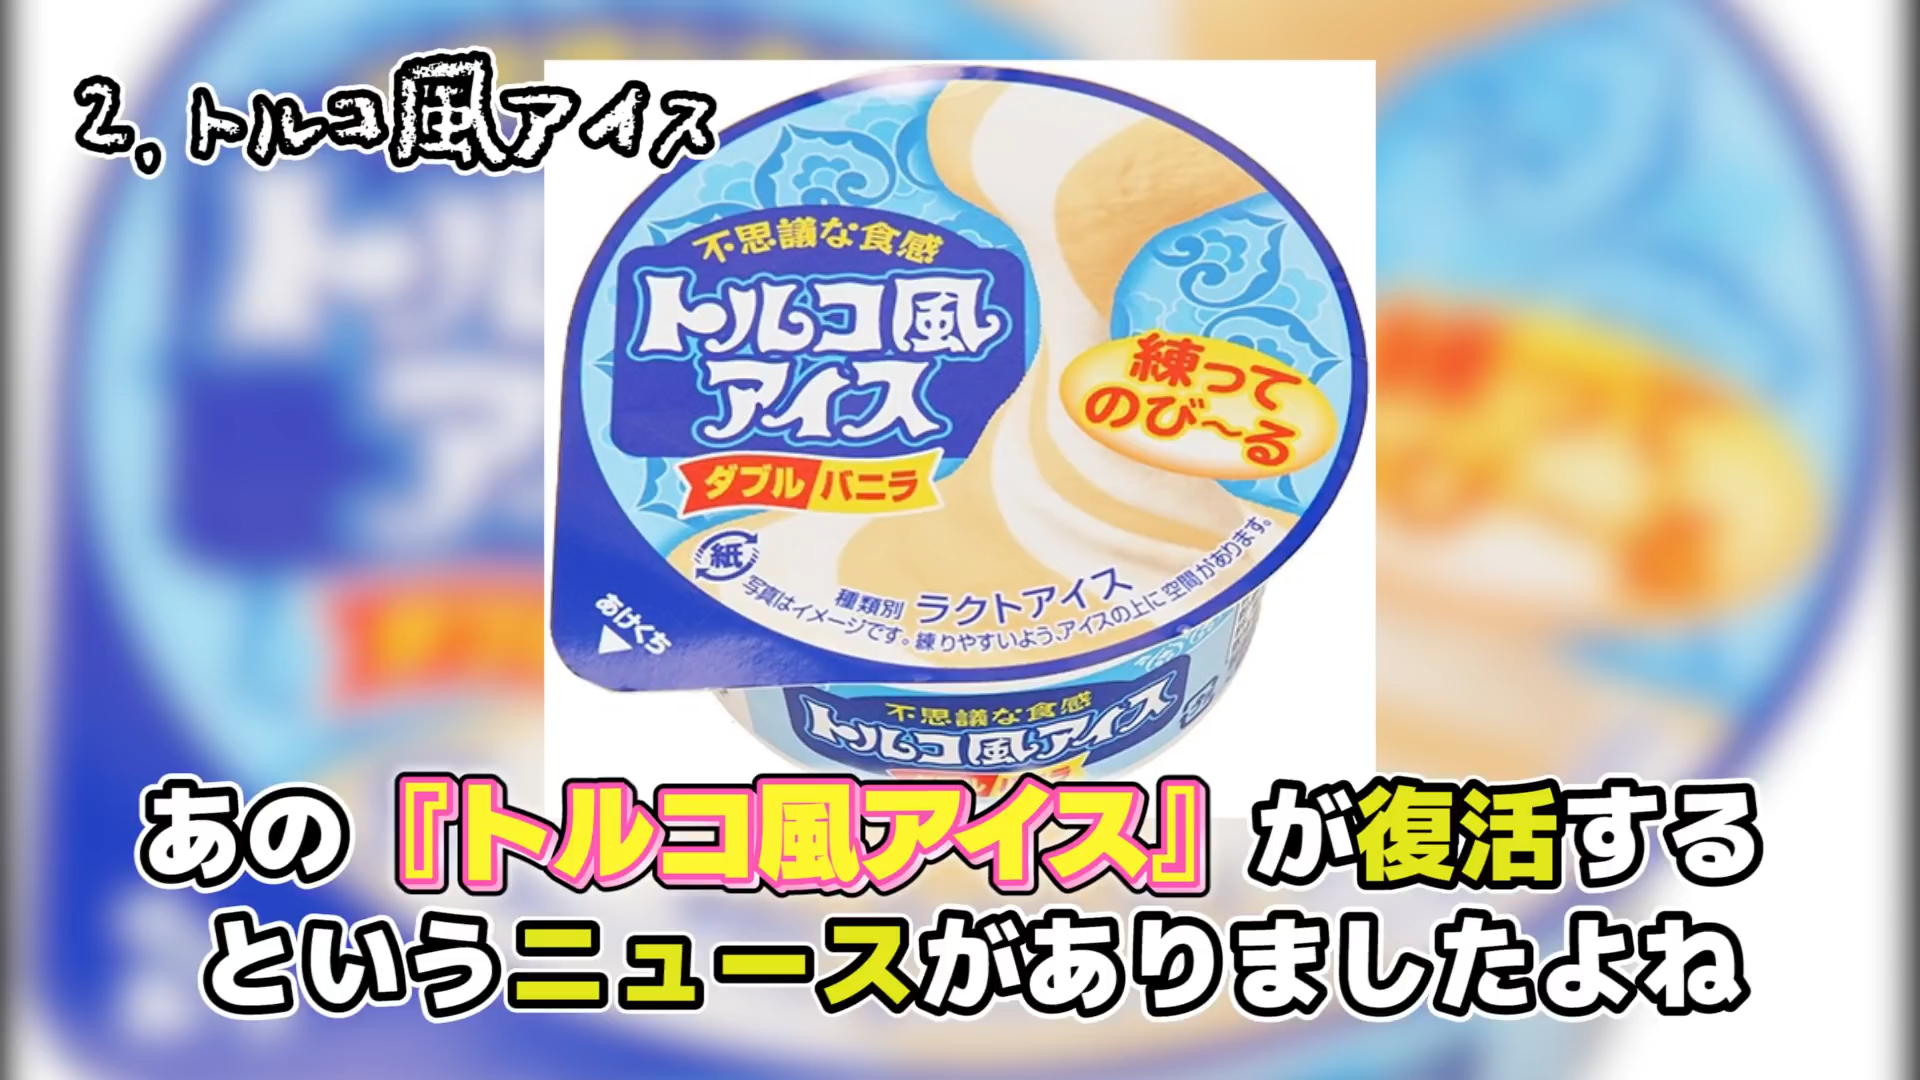 2.トルコ風アイス
不思議な食感
トルコ風
アイス
ダブルバニラ
練って
のび〜る
紙
種類別 ラクトアイス
写真はイメージです。練りやすいよう、アイスの上に空間があります。
あけくち
不思議な食感
トルコ風アイス
あの『トルコ風アイス』が復活する
というニュースがありましたよね